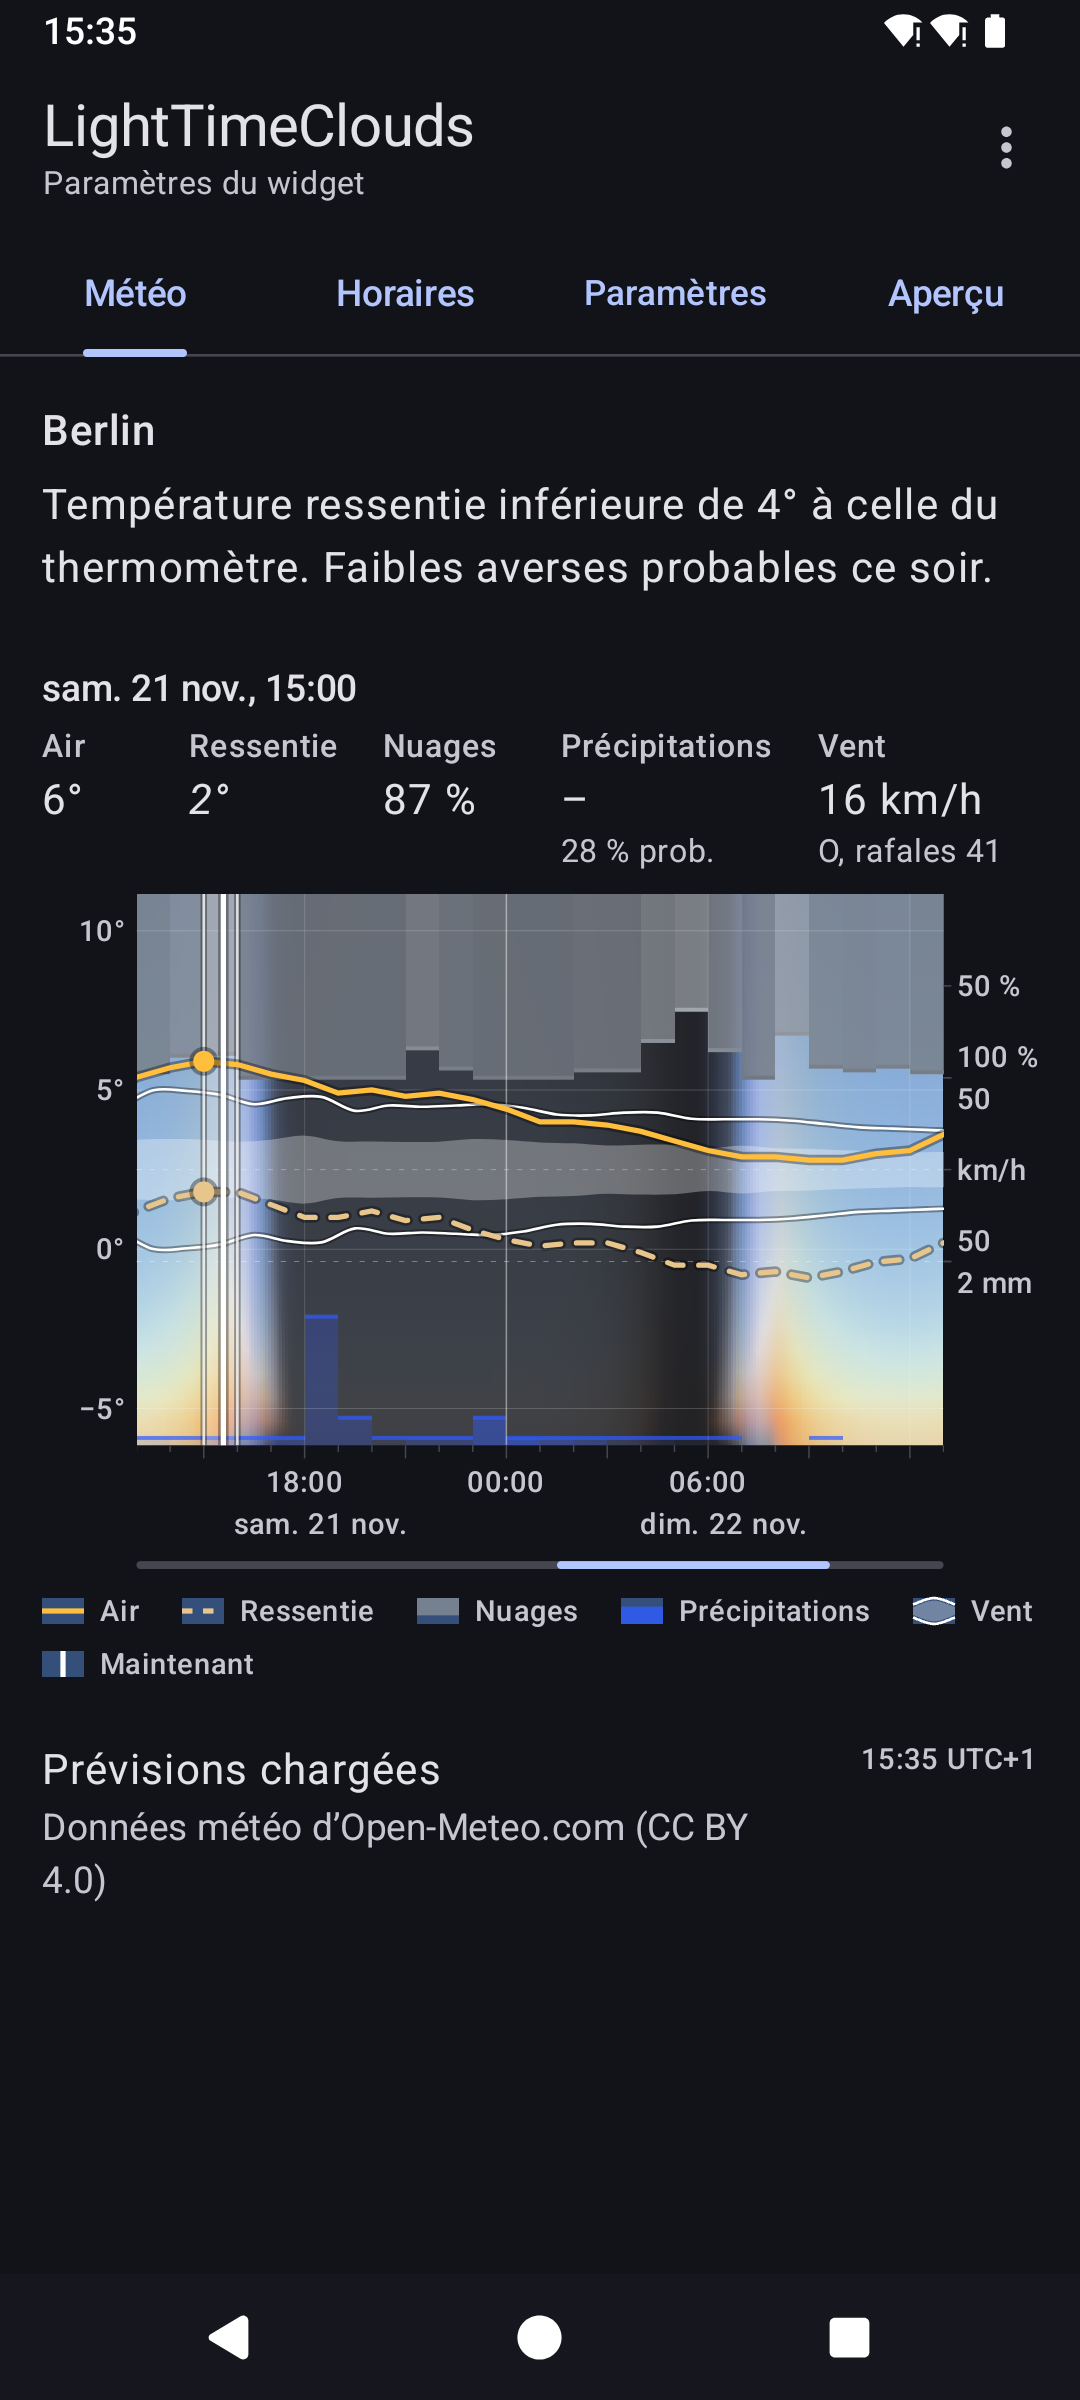 15:35
LightTimeClouds
Paramètres du widget
Météo Horaires Paramètres Aperçu
Berlin
Température ressentie inférieure de 4° à celle du
thermomètre. Faibles averses probables ce soir.
sam. 21 nov., 15:00
Air Ressentie Nuages Précipitations Vent
6° 2° 87 % – 16 km/h
28 % prob. O, rafales 41
10°
50 %
100 %
5°
50
km/h
0°
50
2 mm
−5°
18:00 00:00 06:00
sam. 21 nov. dim. 22 nov.
Air Ressentie Nuages Précipitations Vent
Maintenant
Prévisions chargées 15:35 UTC+1
Données météo d’Open-Meteo.com (CC BY
4.0)